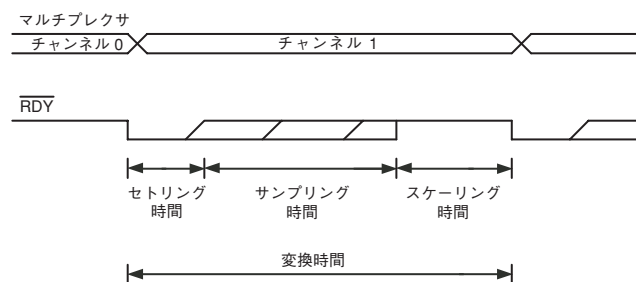 マルチプレクサ
チャンネル 0
チャンネル 1
RDY
セトリング
時間
サンプリング
時間
スケーリング
時間
変換時間